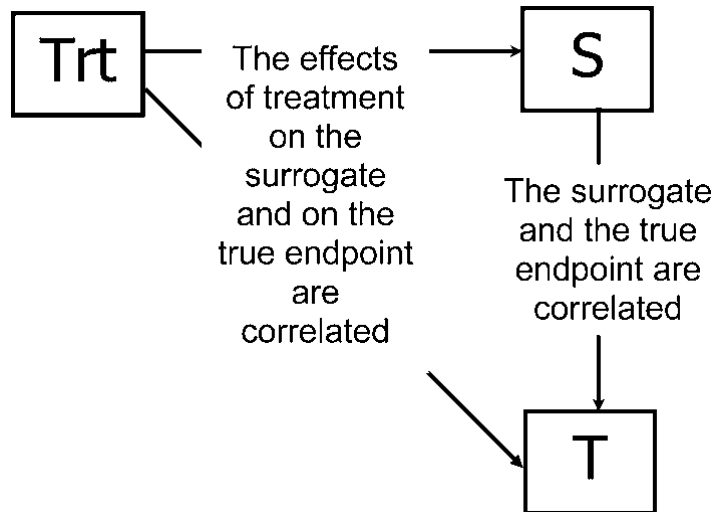 Trt
S
The effects
of treatment
on the
surrogate
and on the
true endpoint
are
correlated
The surrogate
and the true
endpoint are
correlated
T